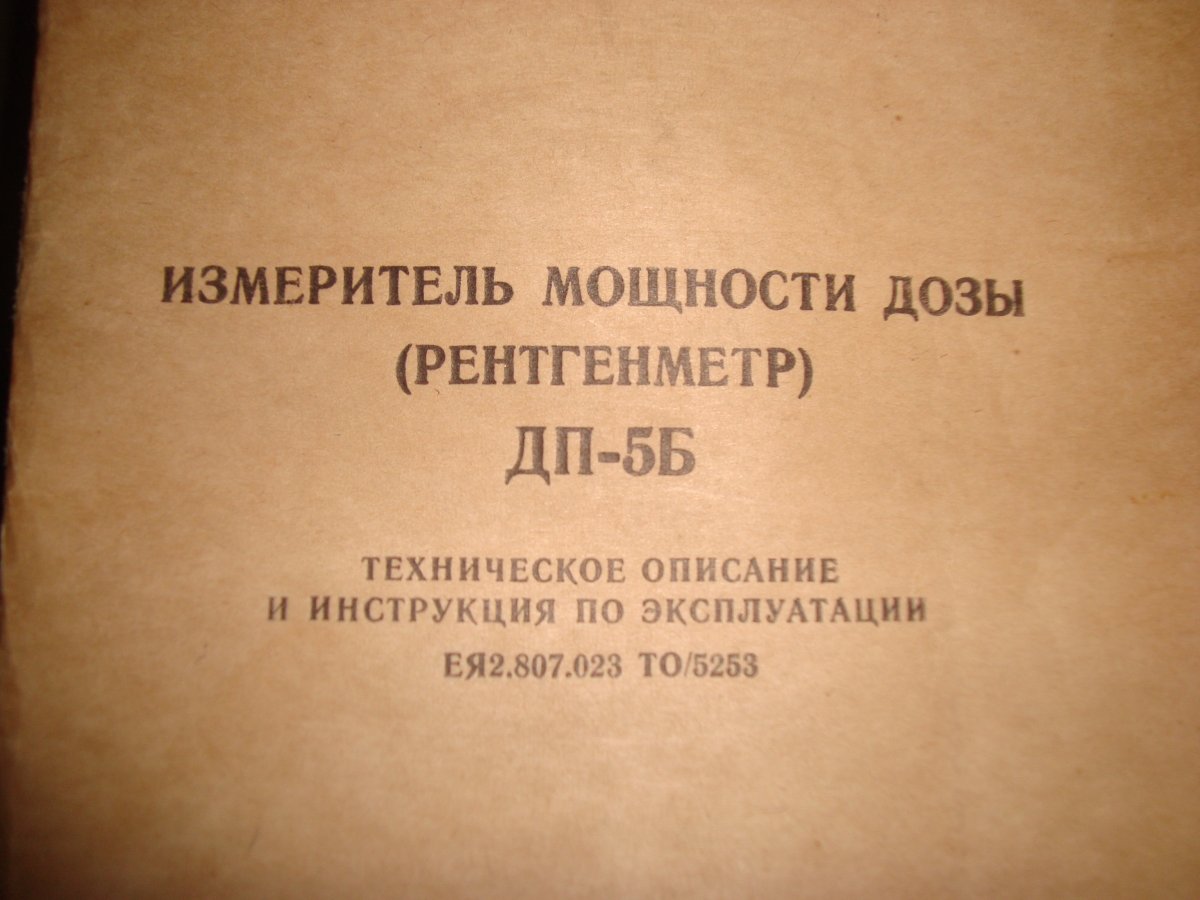 ИЗМЕРИТЕЛЬ МОЩНОСТИ ДОЗЫ
(РЕНТГЕНМЕТР)
ДП-5Б
ТЕХНИЧЕСКОЕ ОПИСАНИЕ
И ИНСТРУКЦИЯ ПО ЭКСПЛУАТАЦИИ
ЕЯ2.807.023 ТО/5253